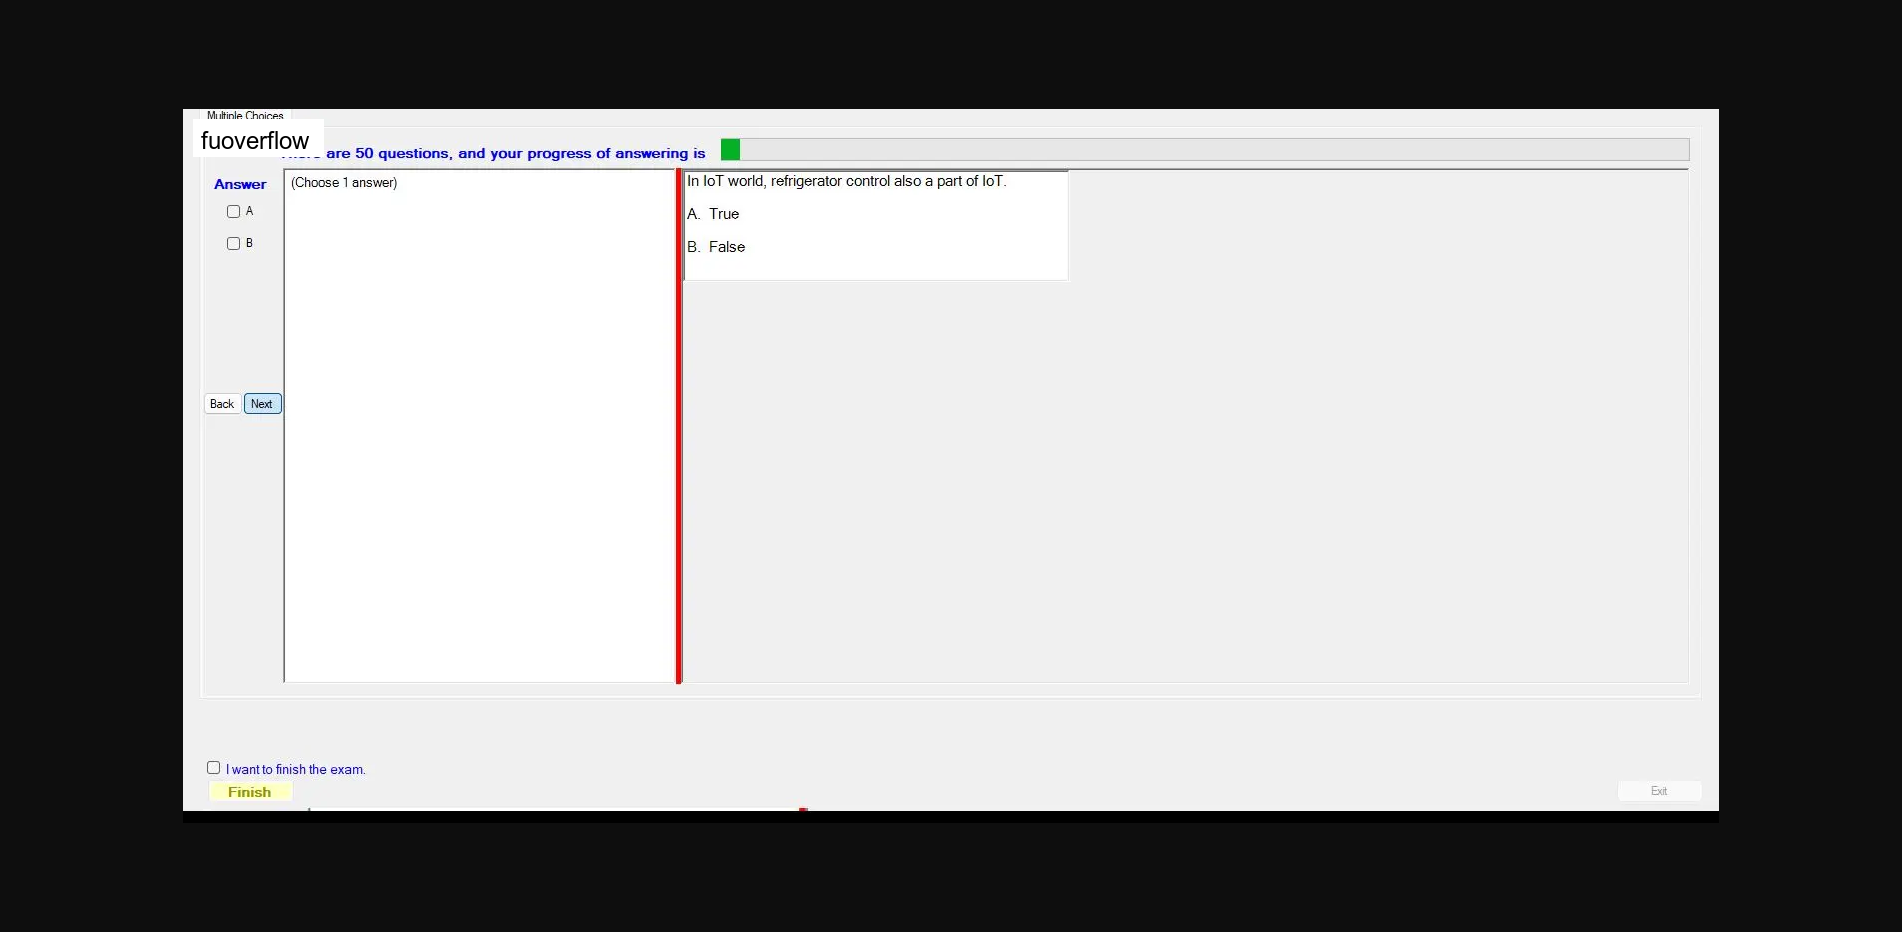 Multiple Choices
fuoverflow
are 50 questions, and your progress of answering is
Answer
(Choose 1 answer)
A
B
In IoT world, refrigerator control also a part of IoT.
A. True
B. False
Back
Next
I want to finish the exam.
Finish
Exit